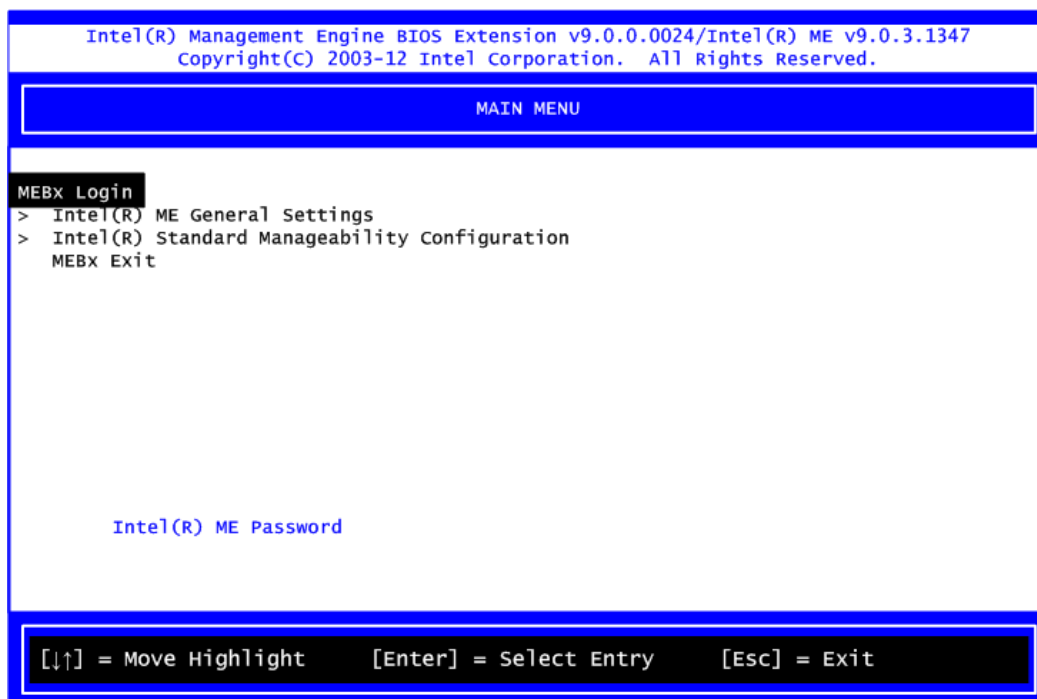 Intel(R) Management Engine BIOS Extension v9.0.0.0024/Intel(R) ME v9.0.3.1347
Copyright(C) 2003-12 Intel Corporation. All Rights Reserved.
MAIN MENU
MEBx Login
> Intel(R) ME General Settings
> Intel(R) Standard Manageability Configuration
MEBx Exit
Intel(R) ME Password
[↓↑] = Move Highlight [Enter] = Select Entry [Esc] = Exit